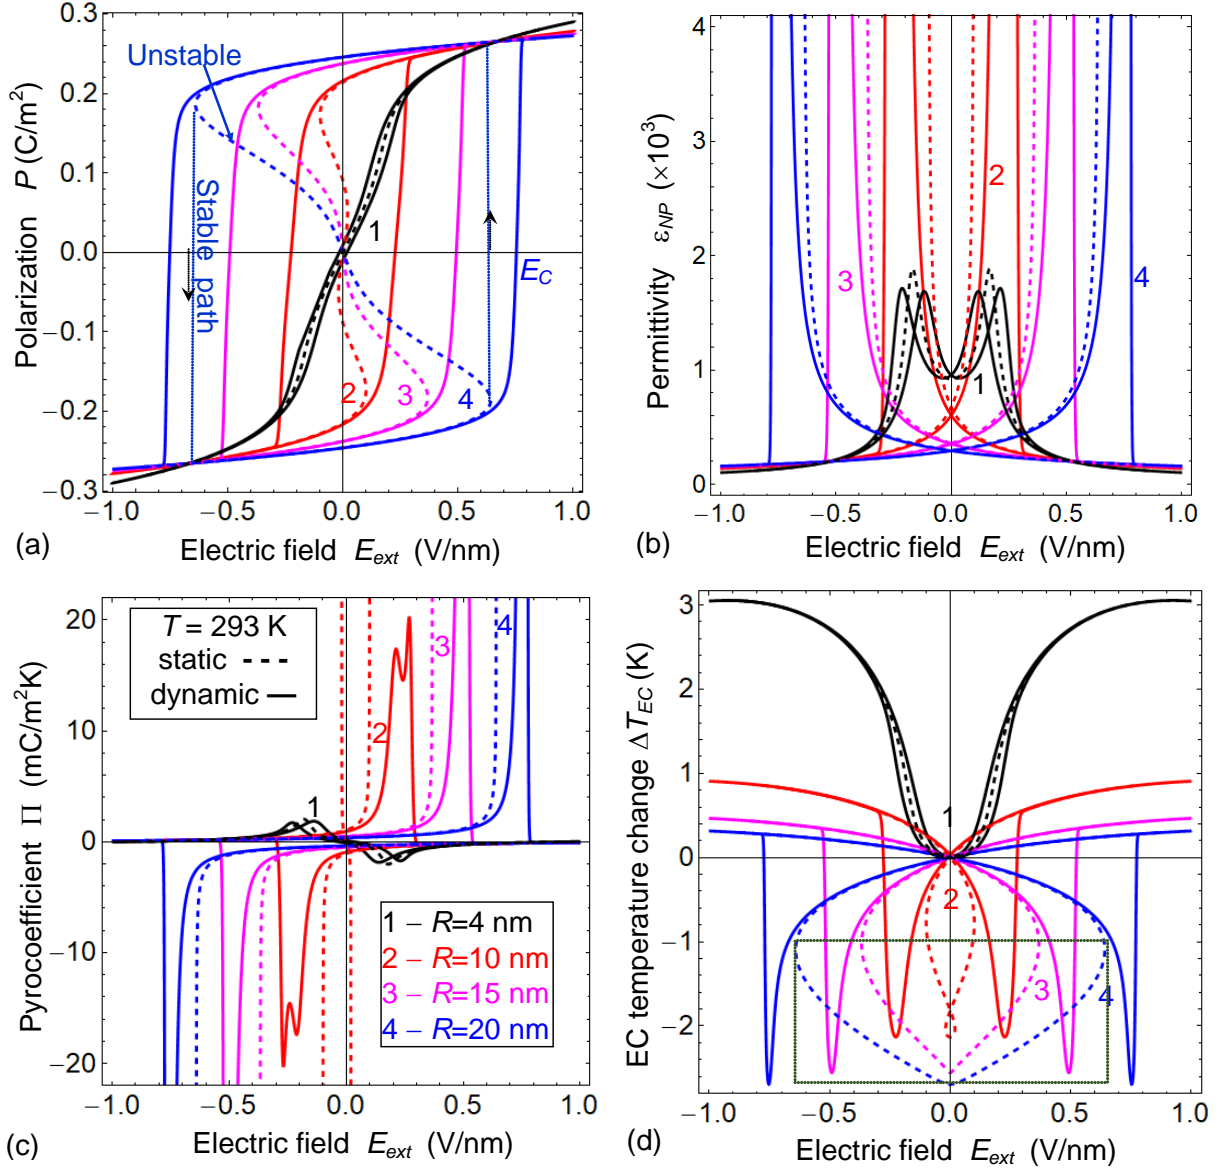 0.3
0.2
0.1
0.0
−0.1
−0.2
−0.3
Polarization P (C/m²)
Unstable
Stable path
1
2
3
4
E_C
−1.0 −0.5 0.0 0.5 1.0
(a)
Electric field E_ext (V/nm)
4
3
2
1
0
Permittivity ε_NP (×10³)
2
3
4
1
−1.0 −0.5 0.0 0.5 1.0
(b)
Electric field E_ext (V/nm)
20
10
0
−10
−20
Pyrocoefficient Π (mC/m²K)
T = 293 K
static
dynamic
1
2
3
4
1 – R=4 nm
2 – R=10 nm
3 – R=15 nm
4 – R=20 nm
−1.0 −0.5 0.0 0.5 1.0
(c)
Electric field E_ext (V/nm)
3
2
1
0
−1
−2
EC temperature change ΔT_EC (K)
1
2
3
4
−1.0 −0.5 0.0 0.5 1.0
(d)
Electric field E_ext (V/nm)